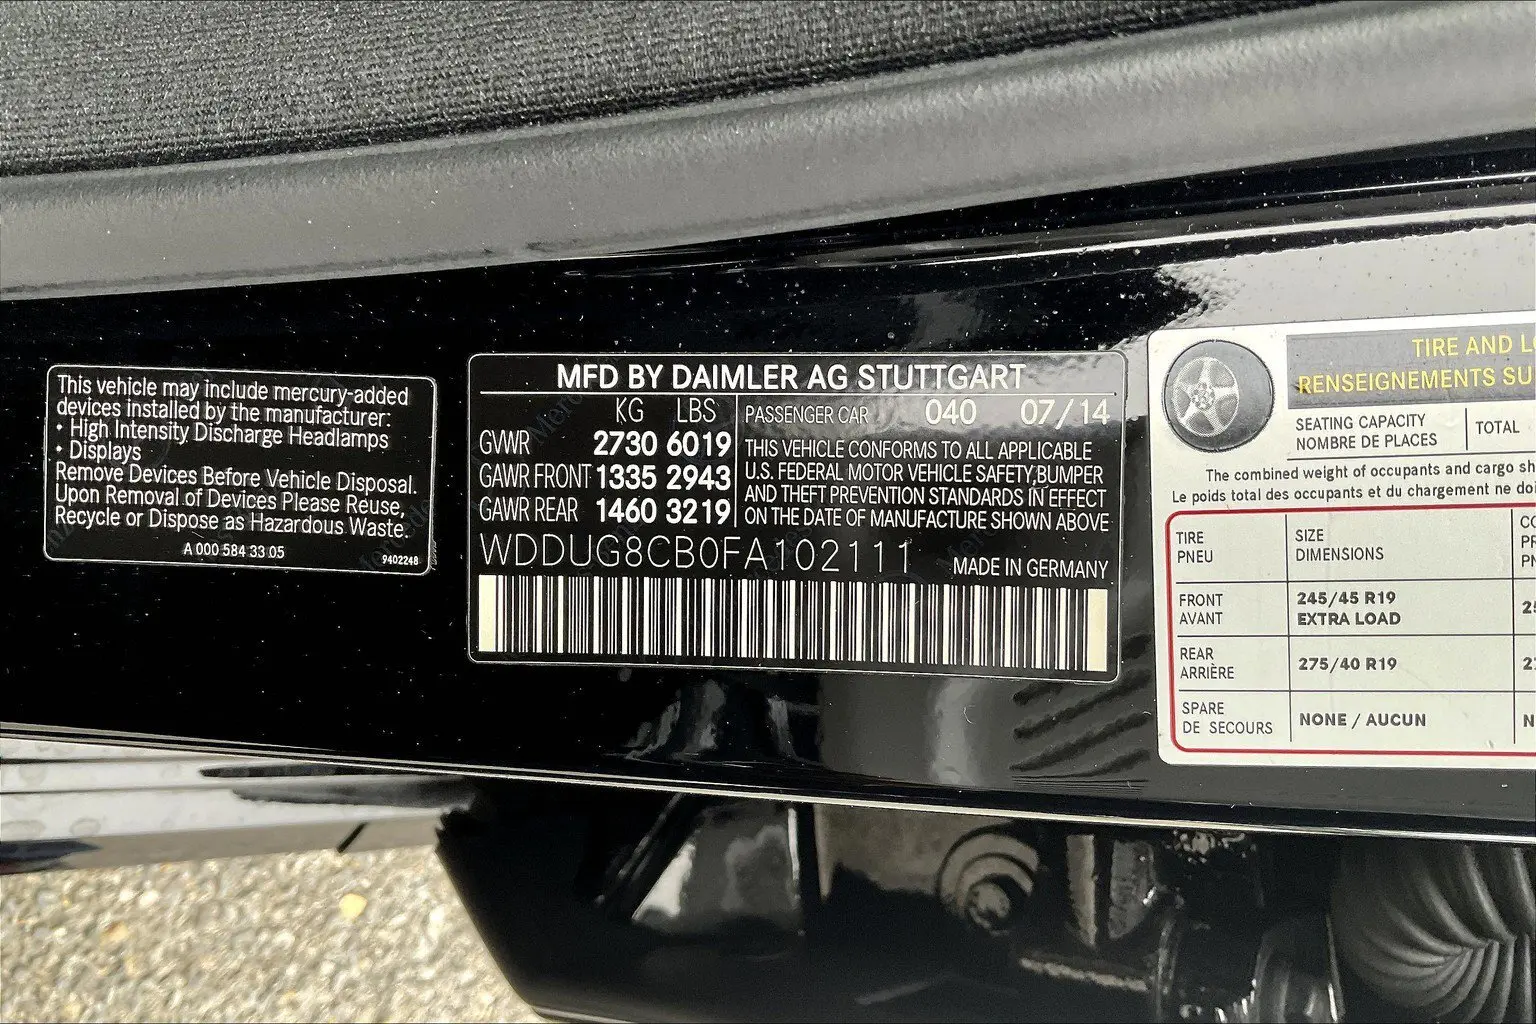 This vehicle may include mercury-added
devices installed by the manufacturer:
• High Intensity Discharge Headlamps
• Displays
Remove Devices Before Vehicle Disposal.
Upon Removal of Devices Please Reuse,
Recycle or Dispose as Hazardous Waste.
A 000 584 33 05
9402248
MFD BY DAIMLER AG STUTTGART
KG LBS
GVWR 2730 6019
GAWR FRONT 1335 2943
GAWR REAR 1460 3219
PASSENGER CAR 040 07/14
THIS VEHICLE CONFORMS TO ALL APPLICABLE
U.S. FEDERAL MOTOR VEHICLE SAFETY,BUMPER
AND THEFT PREVENTION STANDARDS IN EFFECT
ON THE DATE OF MANUFACTURE SHOWN ABOVE
WDDUG8CB0FA102111
MADE IN GERMANY
TIRE AND
RENSEIGNEMENTS
SEATING CAPACITY
NOMBRE DE PLACES
TOTAL
The combined weight of occupants and cargo
Le poids total des occupants et du chargement ne
TIRE
PNEU
SIZE
DIMENSIONS
FRONT
AVANT
245/45 R19
EXTRA LOAD
REAR
ARRIÈRE
275/40 R19
SPARE
DE SECOURS
NONE / AUCUN